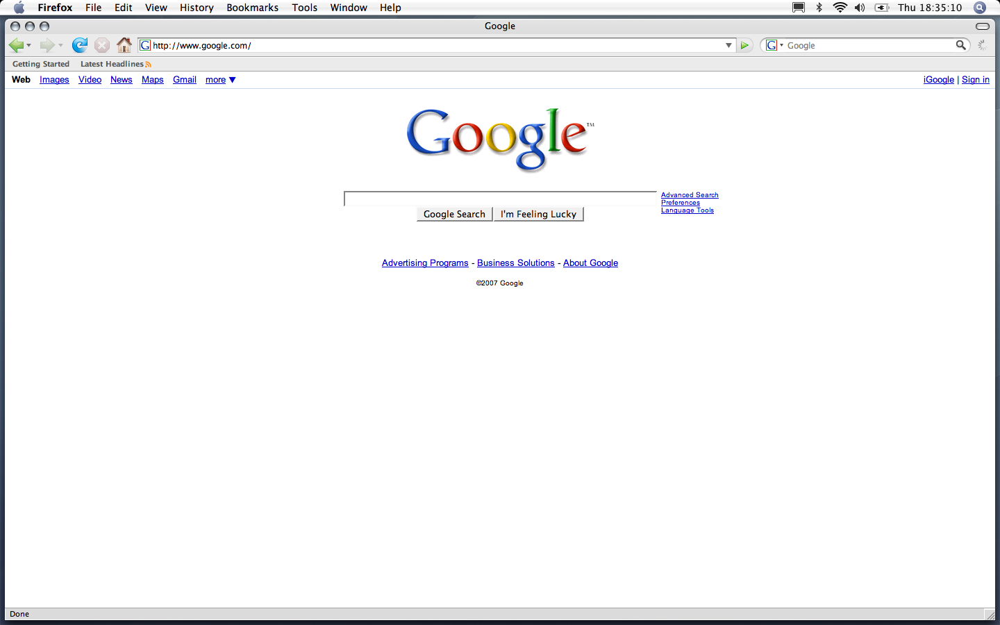 Firefox File Edit View History Bookmarks Tools Window Help Thu 18:35:10
Google
G http://www.google.com/ G Google
Getting Started Latest Headlines
Web Images Video News Maps Gmail more ▼ iGoogle | Sign in
Google™
Advanced Search
Preferences
Language Tools
Google Search I'm Feeling Lucky
Advertising Programs - Business Solutions - About Google
©2007 Google
Done